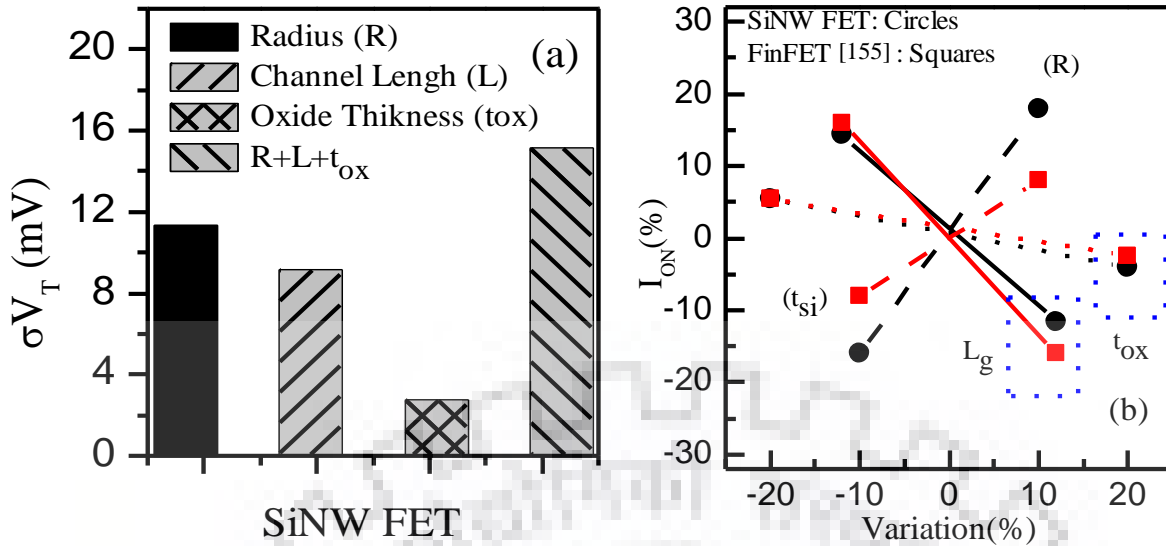 20
16
12
8
4
0
σV_T (mV)
Radius (R)
Channel Lengh (L)
Oxide Thikness (tox)
R+L+t_ox
(a)
SiNW FET
30
20
10
0
-10
-20
-30
I_ON(%)
SiNW FET: Circles
FinFET [155] : Squares
(R)
(t_si)
L_g
t_ox
(b)
-20 -10 0 10 20
Variation(%)